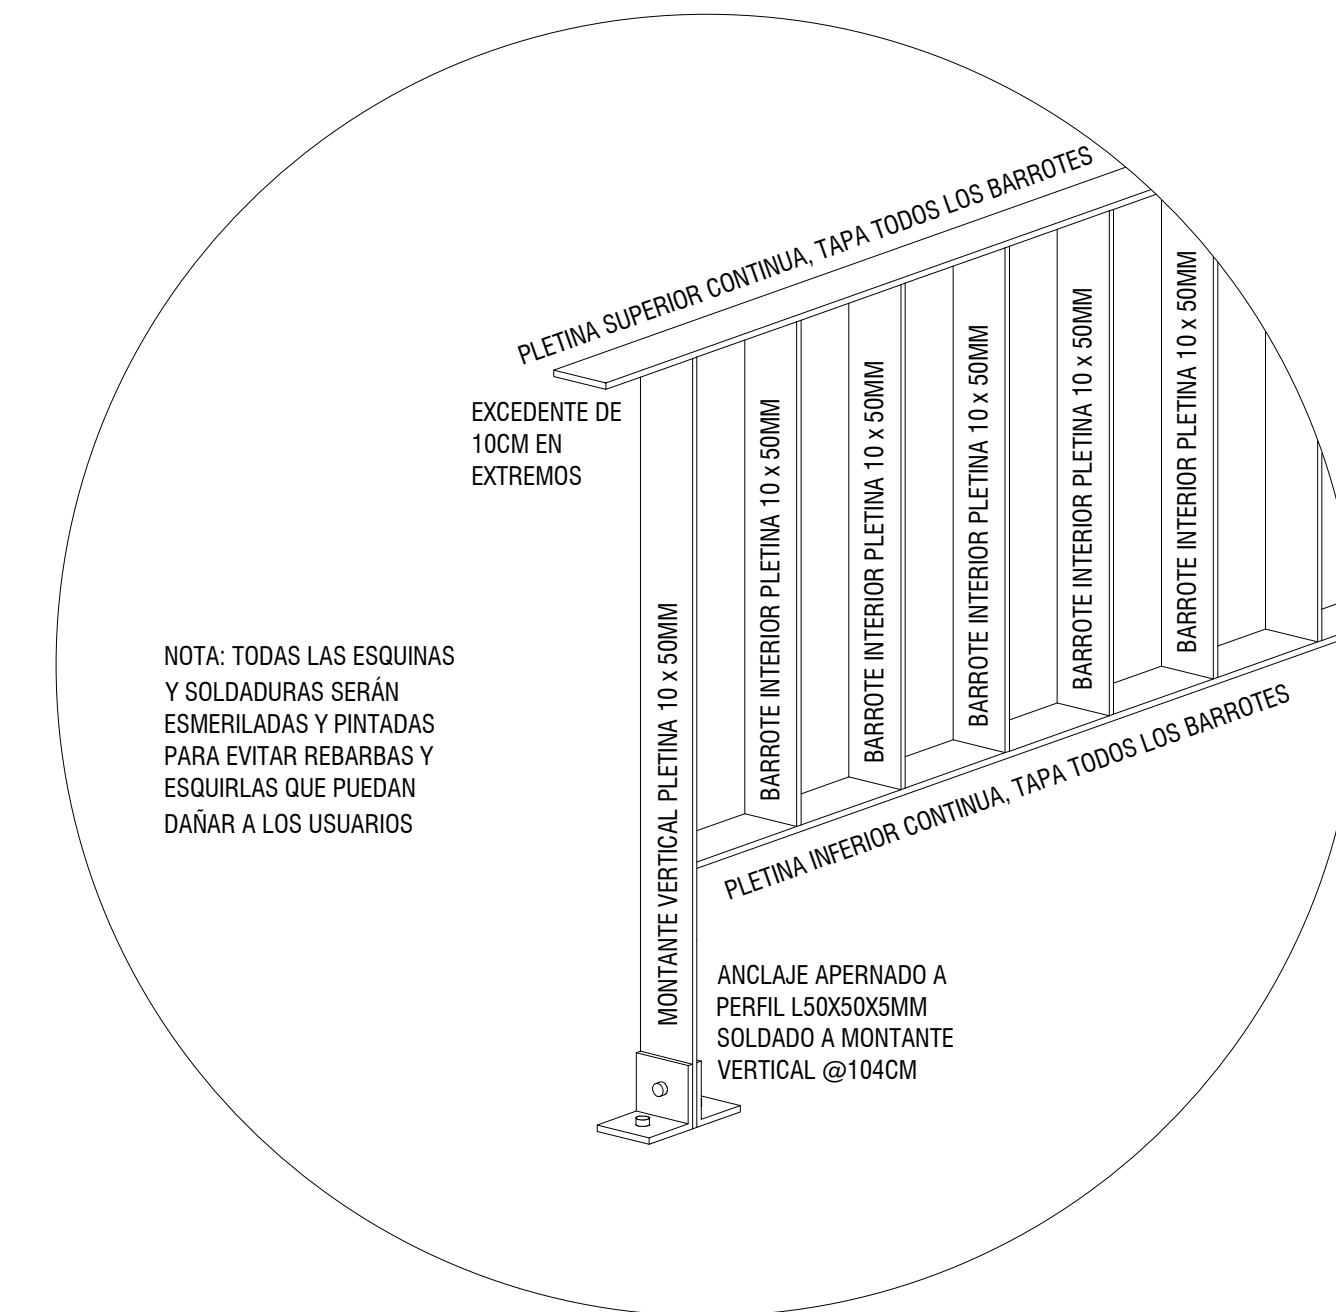 PLETINA SUPERIOR CONTINUA, TAPA TODOS LOS BARROTES
EXCEDENTE DE
10CM EN
EXTREMOS
MONTANTE VERTICAL PLETINA 10 x 50MM
BARROTE INTERIOR PLETINA 10 x 50MM
BARROTE INTERIOR PLETINA 10 x 50MM
BARROTE INTERIOR PLETINA 10 x 50MM
BARROTE INTERIOR PLETINA 10 x 50MM
BARROTE INTERIOR PLETINA 10 x 50MM
NOTA: TODAS LAS ESQUINAS
Y SOLDADURAS SERÁN
ESMERILADAS Y PINTADAS
PARA EVITAR REBARBAS Y
ESQUIRLAS QUE PUEDAN
DAÑAR A LOS USUARIOS
PLETINA INFERIOR CONTINUA, TAPA TODOS LOS BARROTES
ANCLAJE APERNADO A
PERFIL L50X50X5MM
SOLDADO A MONTANTE
VERTICAL @104CM